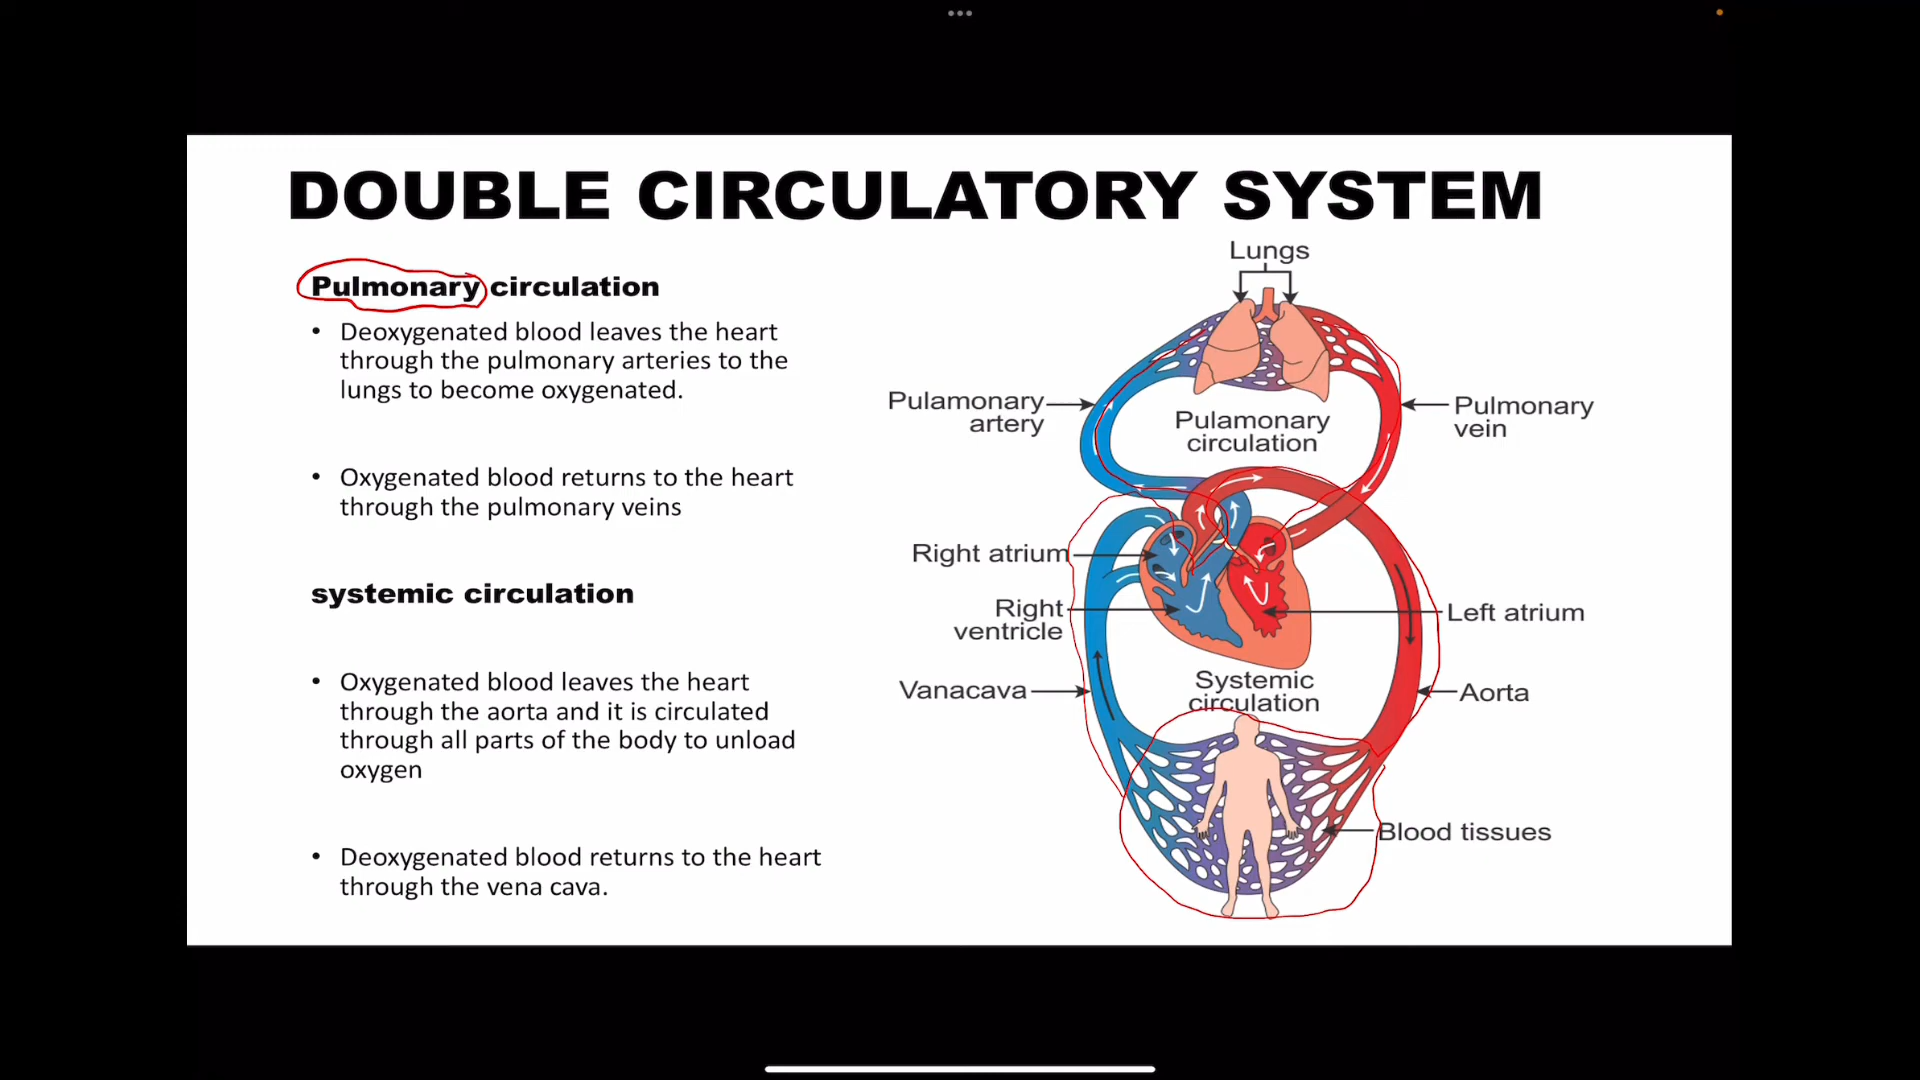 DOUBLE CIRCULATORY SYSTEM
Pulmonary circulation
• Deoxygenated blood leaves the heart
through the pulmonary arteries to the
lungs to become oxygenated.
• Oxygenated blood returns to the heart
through the pulmonary veins
systemic circulation
• Oxygenated blood leaves the heart
through the aorta and it is circulated
through all parts of the body to unload
oxygen
• Deoxygenated blood returns to the heart
through the vena cava.
Lungs
Pulamonary
artery
Pulamonary
circulation
Pulmonary
vein
Right atrium
Right
ventricle
Left atrium
Vanacava
Systemic
circulation
Aorta
Blood tissues